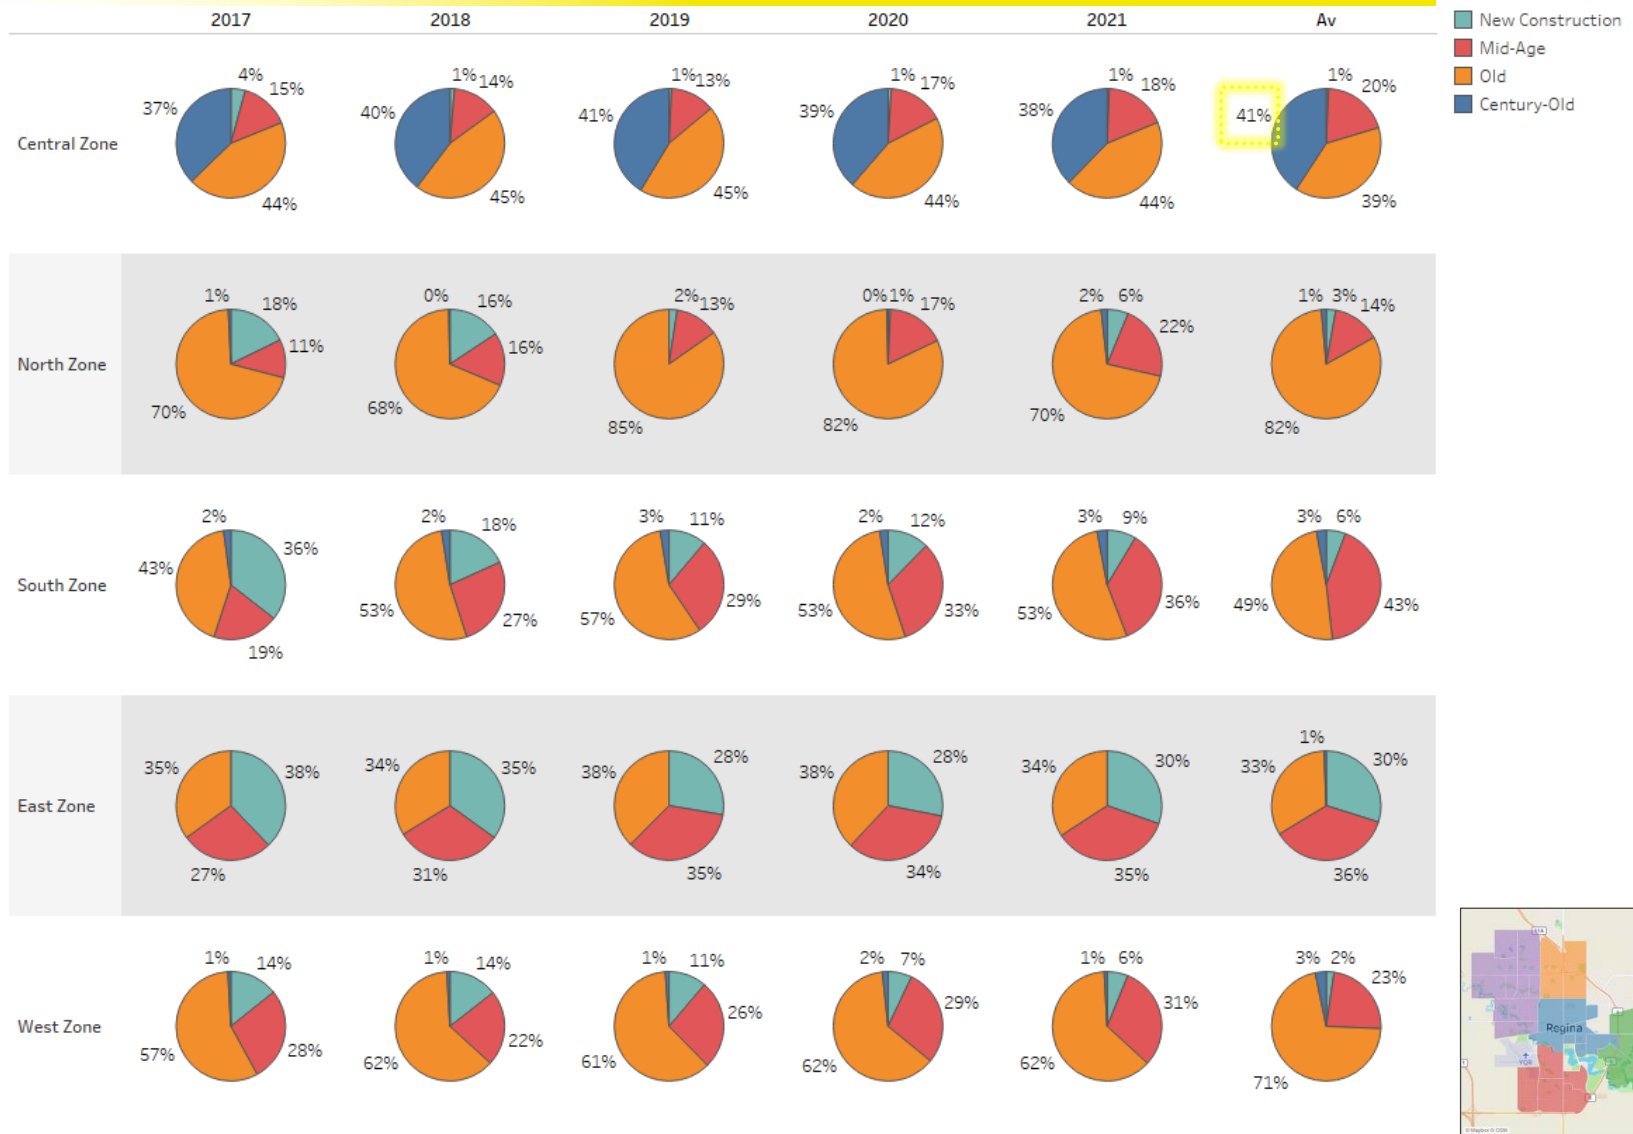 2017 2018 2019 2020 2021 Av
New Construction
Mid-Age
Old
Century-Old
Central Zone
4% 15% 44% 37%
1% 14% 45% 40%
1% 13% 45% 41%
1% 17% 44% 39%
1% 18% 44% 38%
1% 20% 39% 41%
North Zone
1% 18% 11% 70%
0% 16% 16% 68%
2% 13% 85%
0% 1% 17% 82%
2% 6% 22% 70%
1% 3% 14% 82%
South Zone
2% 36% 19% 43%
2% 18% 27% 53%
3% 11% 29% 57%
2% 12% 33% 53%
3% 9% 36% 53%
3% 6% 43% 49%
East Zone
38% 27% 35%
35% 31% 34%
28% 35% 38%
28% 34% 38%
30% 35% 34%
1% 30% 36% 33%
West Zone
1% 14% 28% 57%
1% 14% 22% 62%
1% 11% 26% 61%
2% 7% 29% 62%
1% 6% 31% 62%
3% 2% 23% 71%
Regina
YQR
© Mapbox © OSM